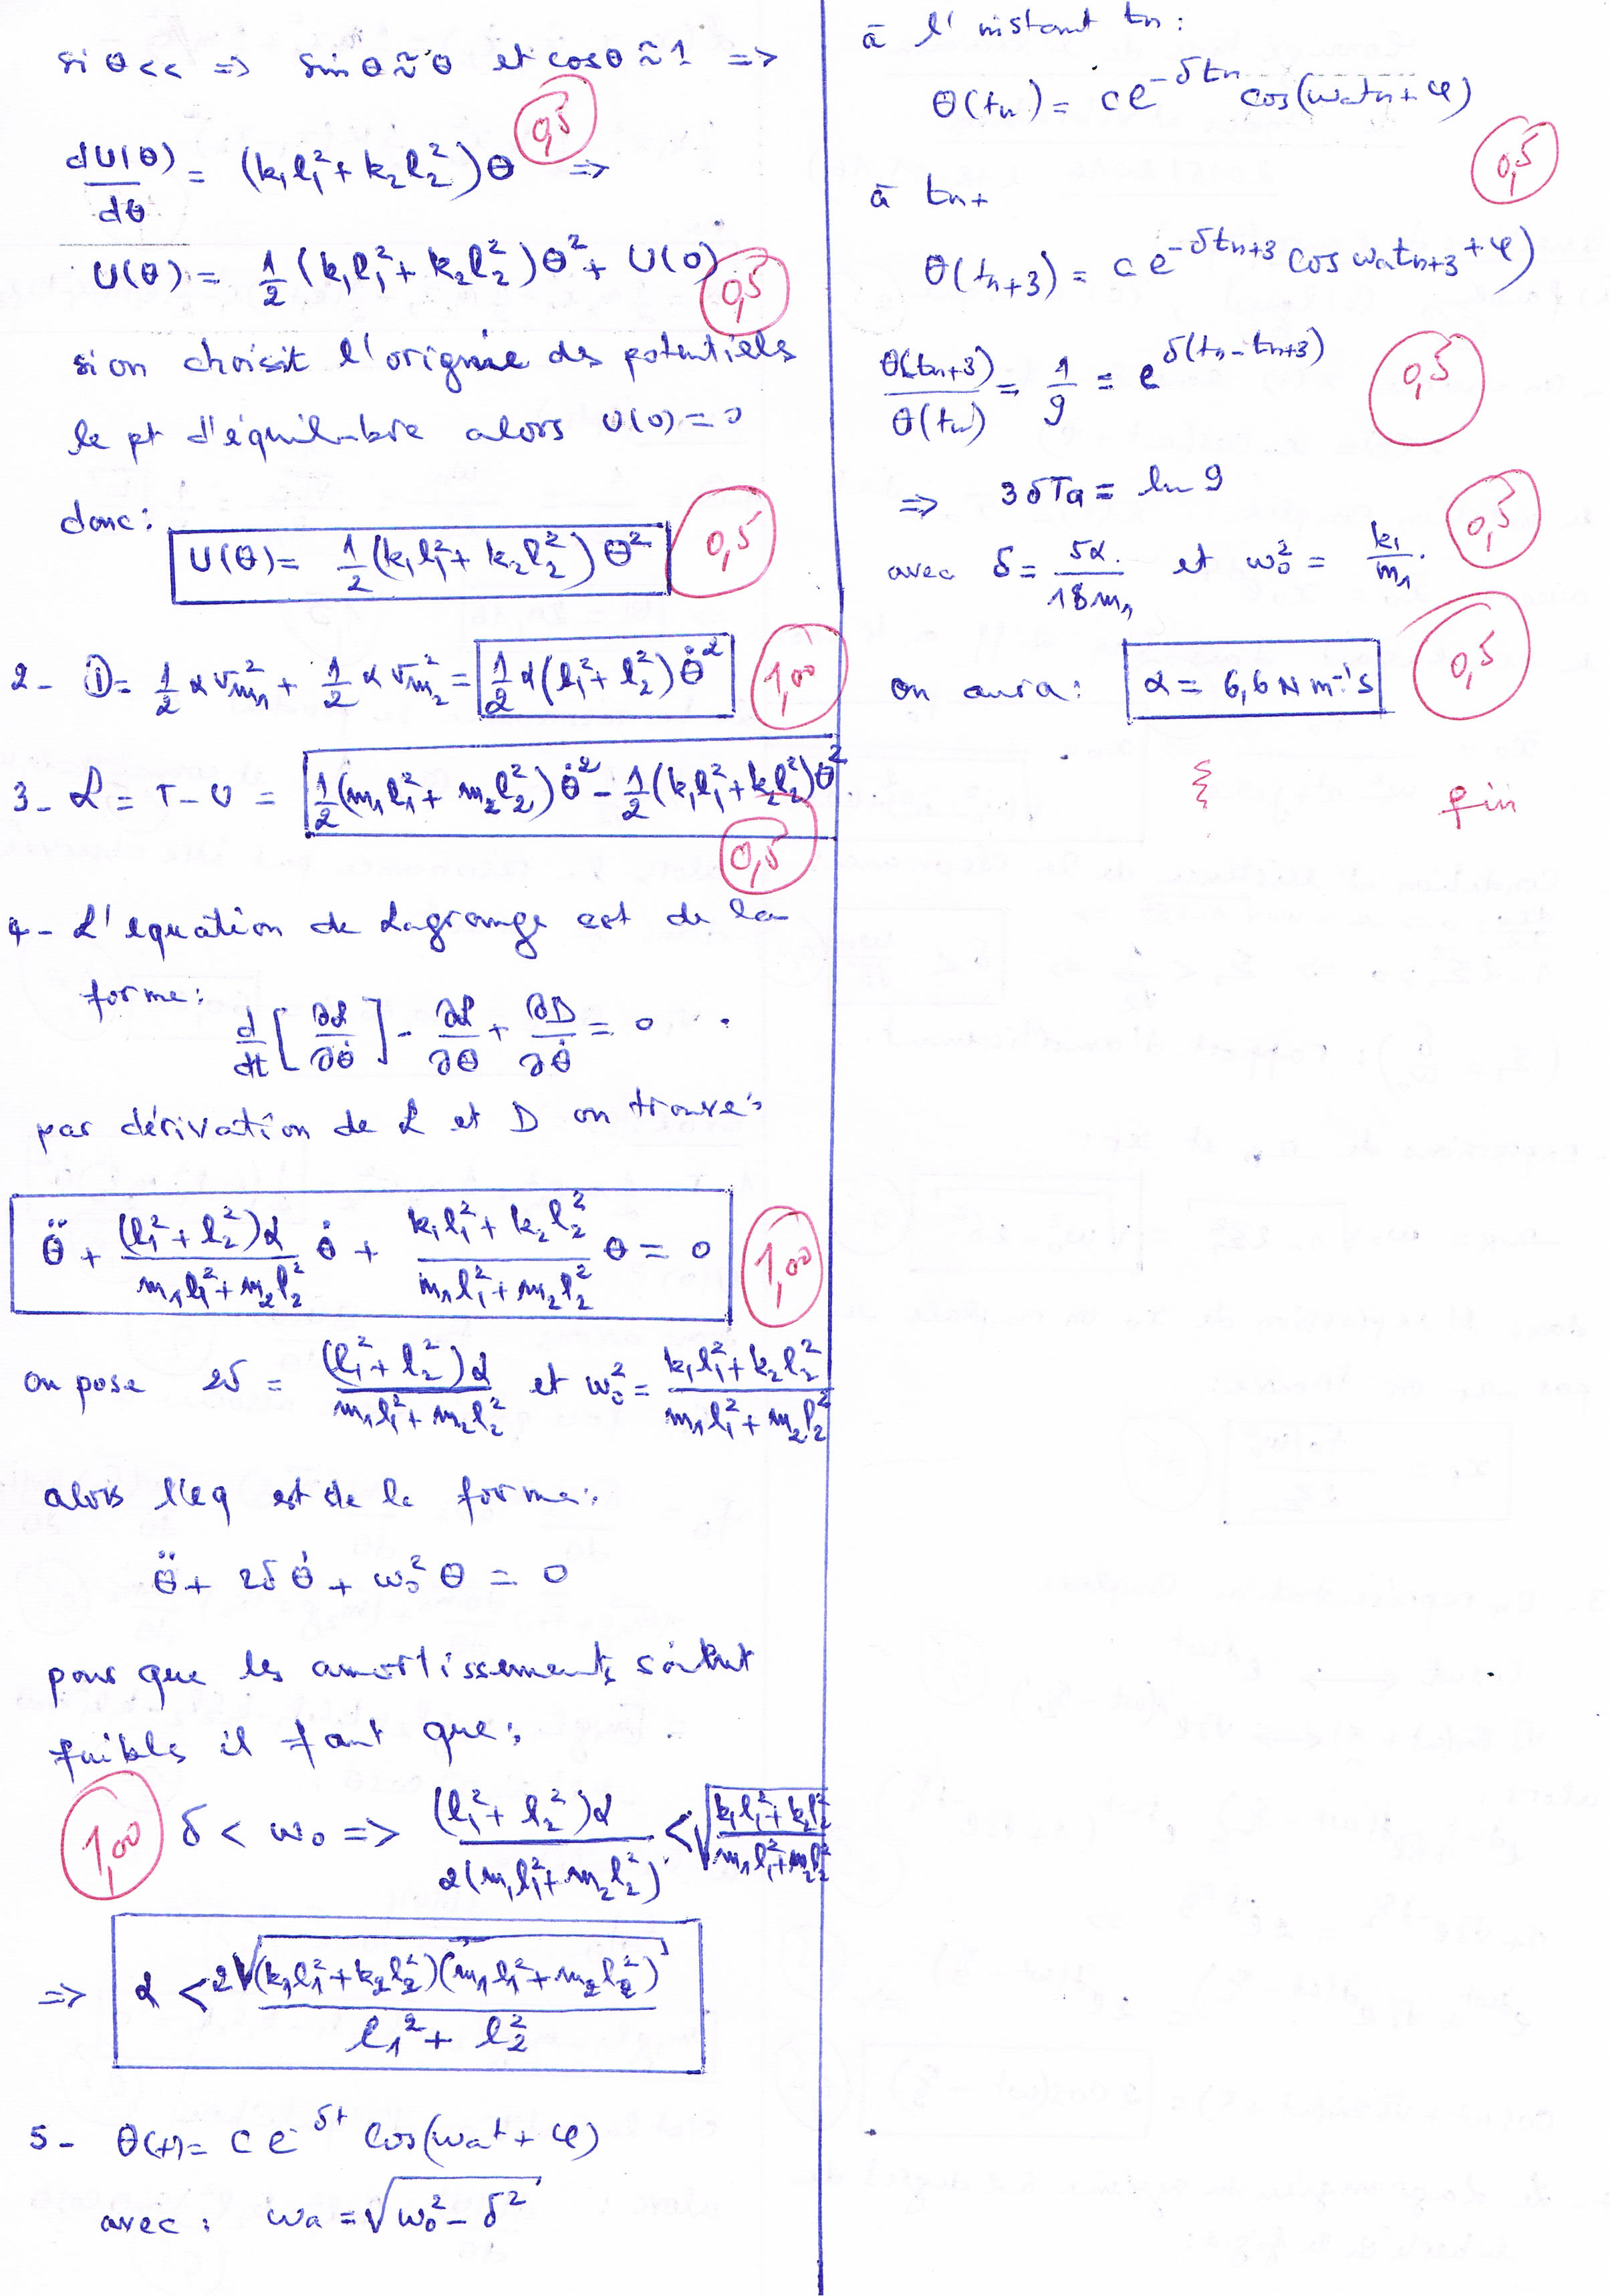 si θ<< => sin θ ≈ θ et cos θ ≈ 1 =>
0,5
dU(θ)/dθ = (k₁l₁² + k₂l₂²)θ =>
U(θ) = 1/2 (k₁l₁² + k₂l₂²)θ² + U(0)
0,5
si on choisit l'origine des potentiels
le pt d'équilibre alors U(0) = 0
donc:
U(θ) = 1/2 (k₁l₁² + k₂l₂²)θ²
0,5
2- D = 1/2 α v²m₁ + 1/2 α v²m₂ = 1/2 α(l₁² + l₂²)θ̇²
1,00
3- L = T - U = 1/2 (m₁l₁² + m₂l₂²)θ̇² - 1/2 (k₁l₁² + k₂l₂²)θ²
0,5
4- L'equation de Lagrange est de la
forme:
d/dt [∂L/∂θ̇] - ∂L/∂θ + ∂D/∂θ̇ = 0
par dérivation de L et D on trouve:
θ̈ + (l₁² + l₂²)α/(m₁l₁² + m₂l₂²) θ̇ + (k₁l₁² + k₂l₂²)/(m₁l₁² + m₂l₂²) θ = 0
1,00
on pose 2δ = (l₁² + l₂²)α/(m₁l₁² + m₂l₂²) et ω₀² = (k₁l₁² + k₂l₂²)/(m₁l₁² + m₂l₂²)
alors l'eq est de la forme:
θ̈ + 2δ θ̇ + ω₀² θ = 0
pour que les amortissements soient
faibles il faut que:
1,00
δ < ω₀ => (l₁² + l₂²)α/2(m₁l₁² + m₂l₂²) < √((k₁l₁² + k₂l₂²)/(m₁l₁² + m₂l₂²))
=> α < 2√((k₁l₁² + k₂l₂²)(m₁l₁² + m₂l₂²))/(l₁² + l₂²)
5- θ(t) = C e^-δt cos(ωat + φ)
avec: ωa = √(ω₀² - δ²)
à l'instant tn:
θ(tn) = c e^-δtn cos(ωatn + φ)
0,5
à tn+
θ(tn+3) = c e^-δtn+3 cos ωatn+3 + φ)
θ(tn+3)/θ(tn) = 1/9 = e^δ(tn - tn+3)
0,5
=> 3δTa = ln 9
0,5
avec δ = 5α/18m₁ et ω₀² = k₁/m₁.
on aura: α = 6,6 N m⁻¹ s
0,5
fin